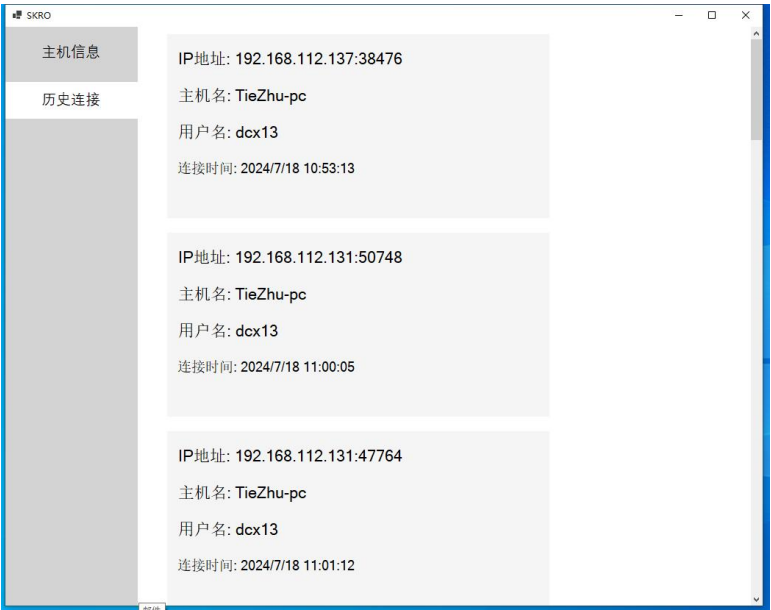 SKRO
主机信息
历史连接
IP地址: 192.168.112.137:38476
主机名: TieZhu-pc
用户名: dcx13
连接时间: 2024/7/18 10:53:13
IP地址: 192.168.112.131:50748
主机名: TieZhu-pc
用户名: dcx13
连接时间: 2024/7/18 11:00:05
IP地址: 192.168.112.131:47764
主机名: TieZhu-pc
用户名: dcx13
连接时间: 2024/7/18 11:01:12